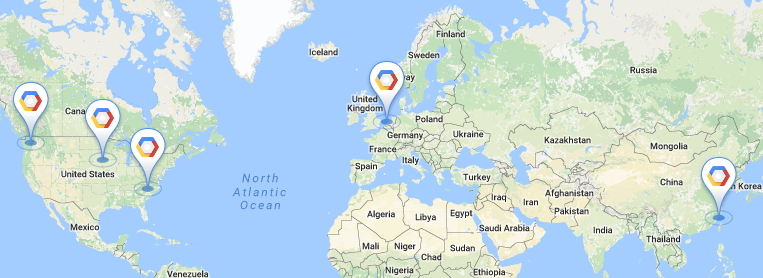 Iceland
Finland
Sweden
Russia
way
United
Kingdom
Cana
Poland
Germany
Ukraine
Kazakhstan
Mongolia
France
Italy
Spain
United States
North
Atlantic
Ocean
Turkey
China
h Korea
Iraq
Iran
Afghanistan
Pakistan
Algeria
Libya
Egypt
Saudi Arabia
India
Mexico
Mali
Niger
Sudan
Thailand
Chad
Nigeria
Ethiopia
Venezuela